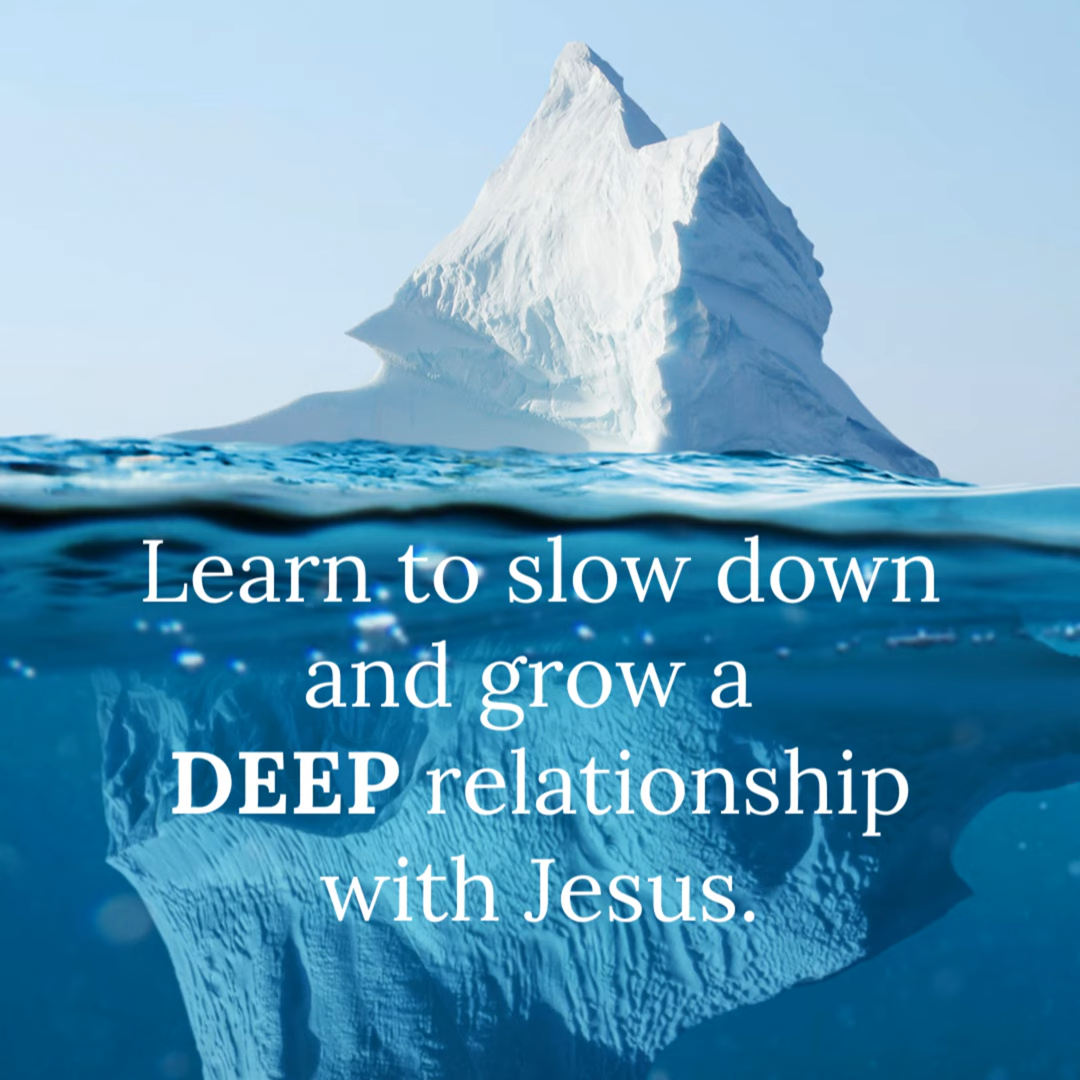 Learn to slow down
and grow a
DEEP relationship
with Jesus.